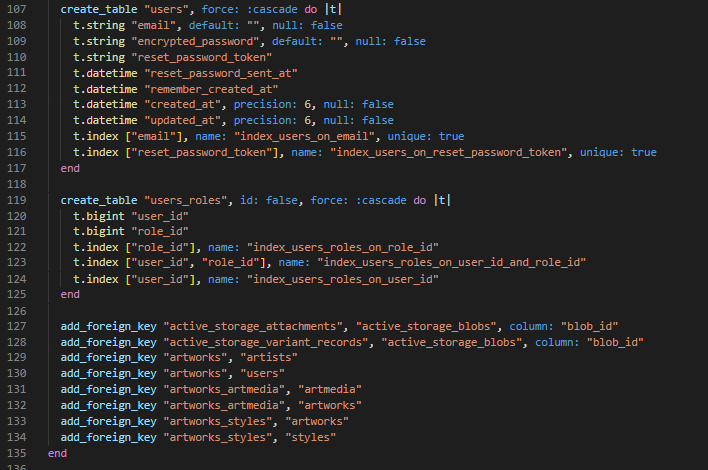 107 create_table "users", force: :cascade do |t|
108 t.string "email", default: "", null: false
109 t.string "encrypted_password", default: "", null: false
110 t.string "reset_password_token"
111 t.datetime "reset_password_sent_at"
112 t.datetime "remember_created_at"
113 t.datetime "created_at", precision: 6, null: false
114 t.datetime "updated_at", precision: 6, null: false
115 t.index ["email"], name: "index_users_on_email", unique: true
116 t.index ["reset_password_token"], name: "index_users_on_reset_password_token", unique: true
117 end
118
119 create_table "users_roles", id: false, force: :cascade do |t|
120 t.bigint "user_id"
121 t.bigint "role_id"
122 t.index ["role_id"], name: "index_users_roles_on_role_id"
123 t.index ["user_id", "role_id"], name: "index_users_roles_on_user_id_and_role_id"
124 t.index ["user_id"], name: "index_users_roles_on_user_id"
125 end
126
127 add_foreign_key "active_storage_attachments", "active_storage_blobs", column: "blob_id"
128 add_foreign_key "active_storage_variant_records", "active_storage_blobs", column: "blob_id"
129 add_foreign_key "artworks", "artists"
130 add_foreign_key "artworks", "users"
131 add_foreign_key "artworks_artmedia", "artmedia"
132 add_foreign_key "artworks_artmedia", "artworks"
133 add_foreign_key "artworks_styles", "artworks"
134 add_foreign_key "artworks_styles", "styles"
135 end
136